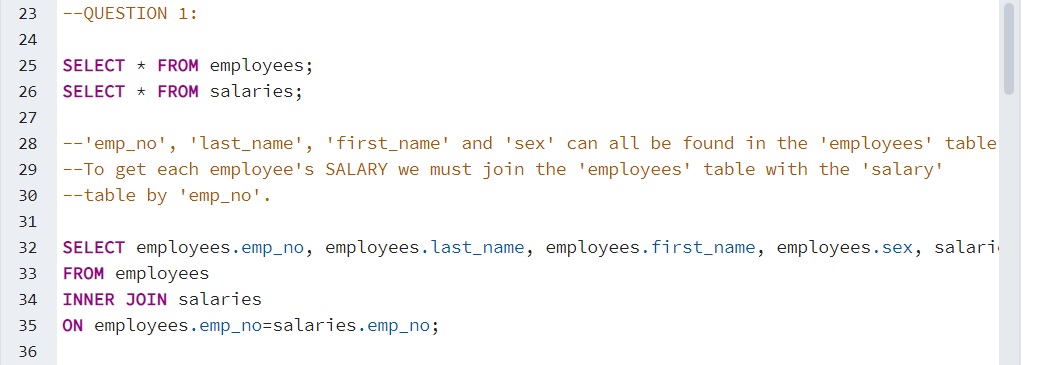 23 --QUESTION 1:
24
25 SELECT * FROM employees;
26 SELECT * FROM salaries;
27
28 --'emp_no', 'last_name', 'first_name' and 'sex' can all be found in the 'employees' table
29 --To get each employee's SALARY we must join the 'employees' table with the 'salary'
30 --table by 'emp_no'.
31
32 SELECT employees.emp_no, employees.last_name, employees.first_name, employees.sex,
33 FROM employees
34 INNER JOIN salaries
35 ON employees.emp_no=salaries.emp_no;
36